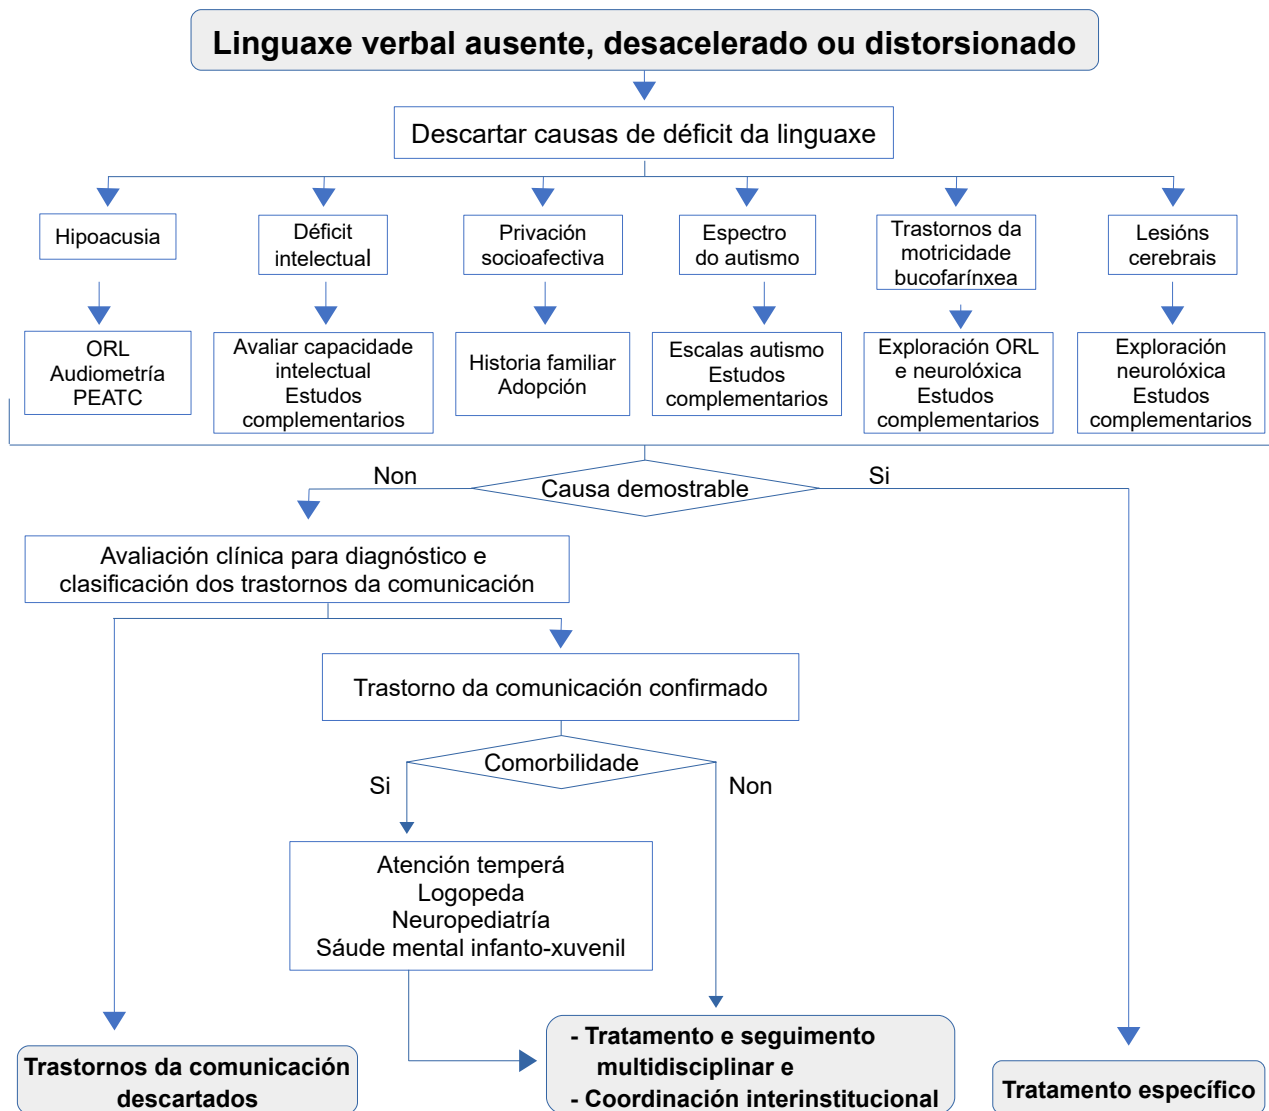 Linguaxe verbal ausente, desacelerado ou distorsionado
Descartar causas de déficit da linguaxe
Hipoacusia
Déficit
intelectual
Privación
socioafectiva
Espectro
do autismo
Trastornos da
motricidade
bucofarínxea
Lesións
cerebrais
ORL
Audiometría
PEATC
Avaliar capacidade
intelectual
Estudos
complementarios
Historia familiar
Adopción
Escalas autismo
Estudos
complementarios
Exploración ORL
e neurolóxica
Estudos
complementarios
Exploración
neurolóxica
Estudos
complementarios
Non
Causa demostrable
Si
Avaliación clínica para diagnóstico e
clasificación dos trastornos da comunicación
Trastorno da comunicación confirmado
Comorbilidade
Si
Non
Atención temperá
Logopeda
Neuropediatría
Sáude mental infanto-xuvenil
Trastornos da comunicación
descartados
- Tratamento e seguimento
multidisciplinar e
- Coordinación interinstitucional
Tratamento específico